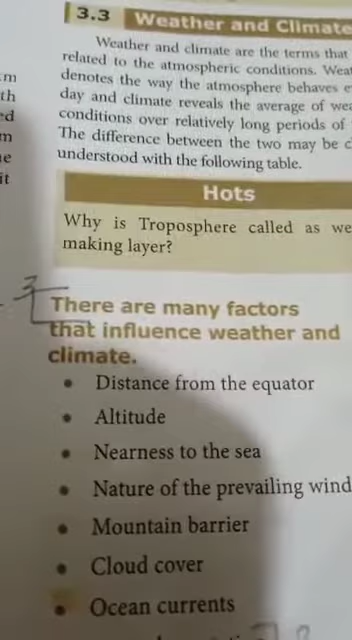 3.3 Weather and Climate
Weather and climate are the terms that
related to the atmospheric conditions.
denotes the way the atmosphere behaves
day and climate reveals the average of
conditions over relatively long periods of
The difference between the two may be
understood with the following table.
Hots
Why is Troposphere called as
making layer?
There are many factors
that influence weather and
climate.
• Distance from the equator
• Altitude
• Nearness to the sea
• Nature of the prevailing wind
• Mountain barrier
• Cloud cover
• Ocean currents